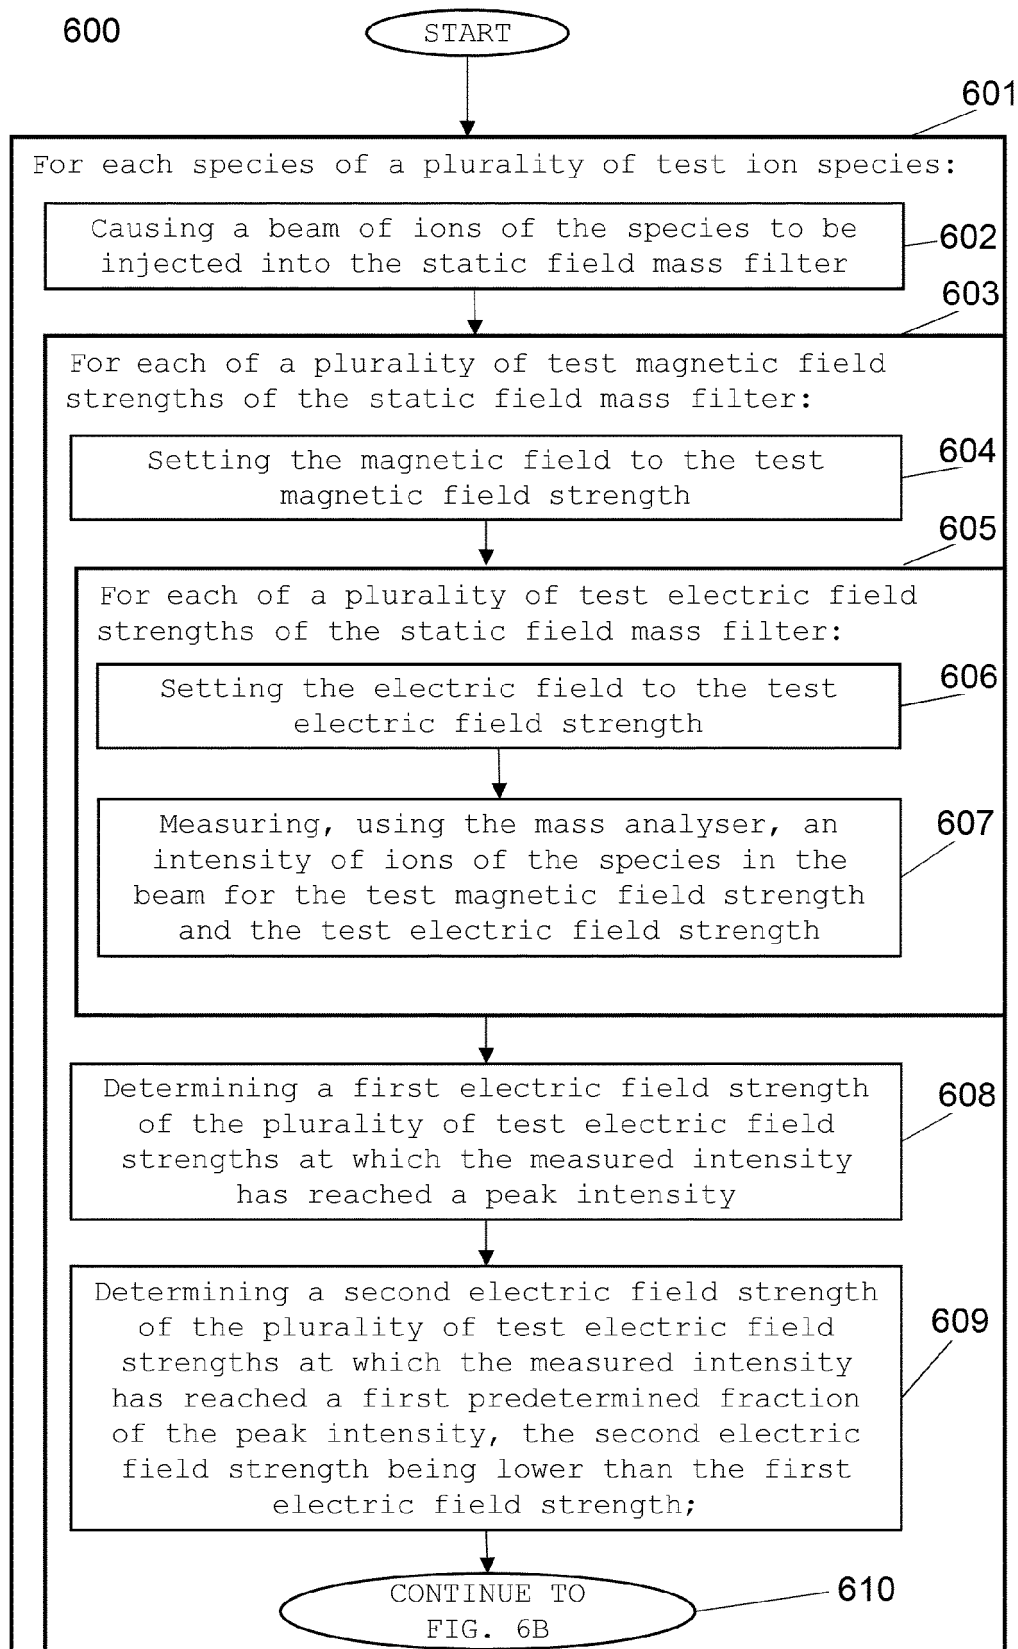 600
START
601
For each species of a plurality of test ion species:
Causing a beam of ions of the species to be
injected into the static field mass filter
602
603
For each of a plurality of test magnetic field
strengths of the static field mass filter:
Setting the magnetic field to the test
magnetic field strength
604
605
For each of a plurality of test electric field
strengths of the static field mass filter:
Setting the electric field to the test
electric field strength
606
Measuring, using the mass analyser, an
intensity of ions of the species in the
beam for the test magnetic field strength
and the test electric field strength
607
Determining a first electric field strength
of the plurality of test electric field
strengths at which the measured intensity
has reached a peak intensity
608
Determining a second electric field strength
of the plurality of test electric field
strengths at which the measured intensity
has reached a first predetermined fraction
of the peak intensity, the second electric
field strength being lower than the first
electric field strength;
609
CONTINUE TO
FIG. 6B
610